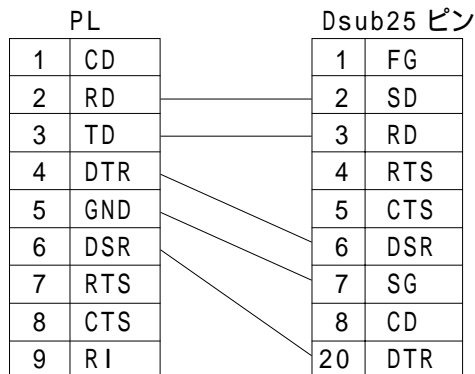 PL Dsub25 ピン
1 CD 1 FG
2 RD 2 SD
3 TD 3 RD
4 DTR 4 RTS
5 GND 5 CTS
6 DSR 6 DSR
7 RTS 7 SG
8 CTS 8 CD
9 RI 20 DTR